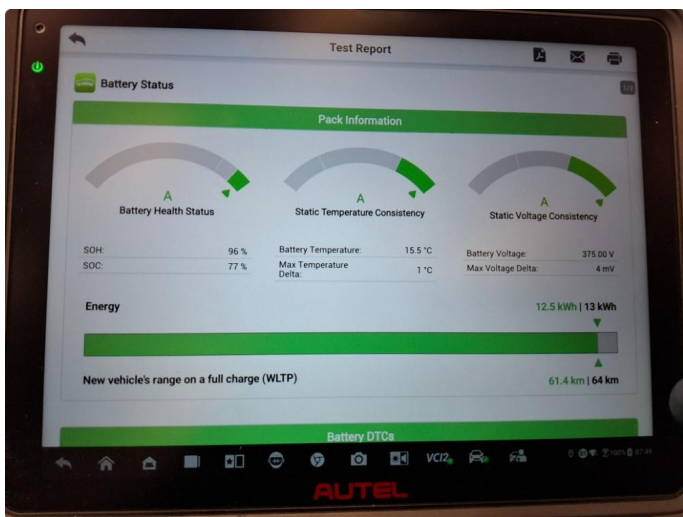 Test Report
Battery Status
Pack Information
A
Battery Health Status
A
Static Temperature Consistency
A
Static Voltage Consistency
SOH: 96 %
SOC: 77 %
Battery Temperature: 15.5 °C
Max Temperature
Delta: 1 °C
Battery Voltage: 375.00 V
Max Voltage Delta: 4 mV
Energy 12.5 kWh | 13 kWh
New vehicle's range on a full charge (WLTP) 61.4 km | 64 km
Battery DTCs
VCI2 100% 07:49
AUTEL